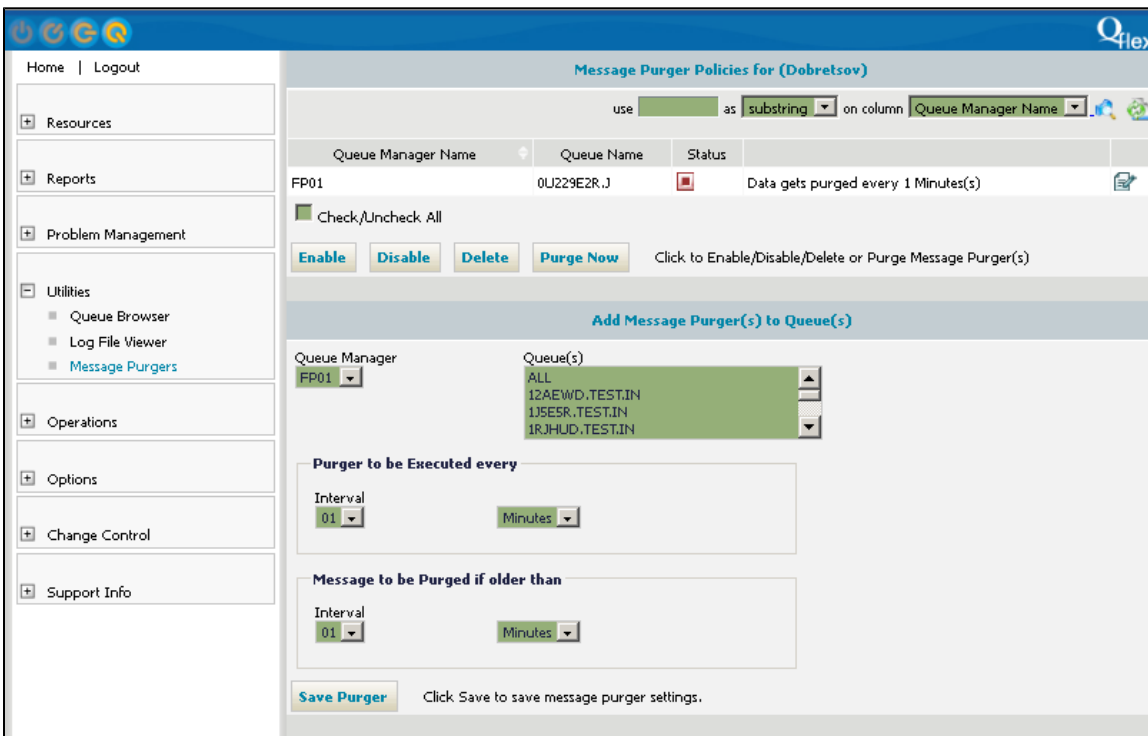 Qflex
Home | Logout
Resources
Reports
Problem Management
Utilities
Queue Browser
Log File Viewer
Message Purgers
Operations
Options
Change Control
Support Info
Message Purger Policies for (Dobretsov)
use as substring on column Queue Manager Name
Queue Manager Name Queue Name Status
FP01 0U229E2R.J Data gets purged every 1 Minutes(s)
Check/Uncheck All
Enable Disable Delete Purge Now Click to Enable/Disable/Delete or Purge Message Purger(s)
Add Message Purger(s) to Queue(s)
Queue Manager Queue(s)
FP01 ALL
12AEWD.TEST.IN
1J5E5R.TEST.IN
1RJHUD.TEST.IN
Purger to be Executed every
Interval
01 Minutes
Message to be Purged if older than
Interval
01 Minutes
Save Purger Click Save to save message purger settings.